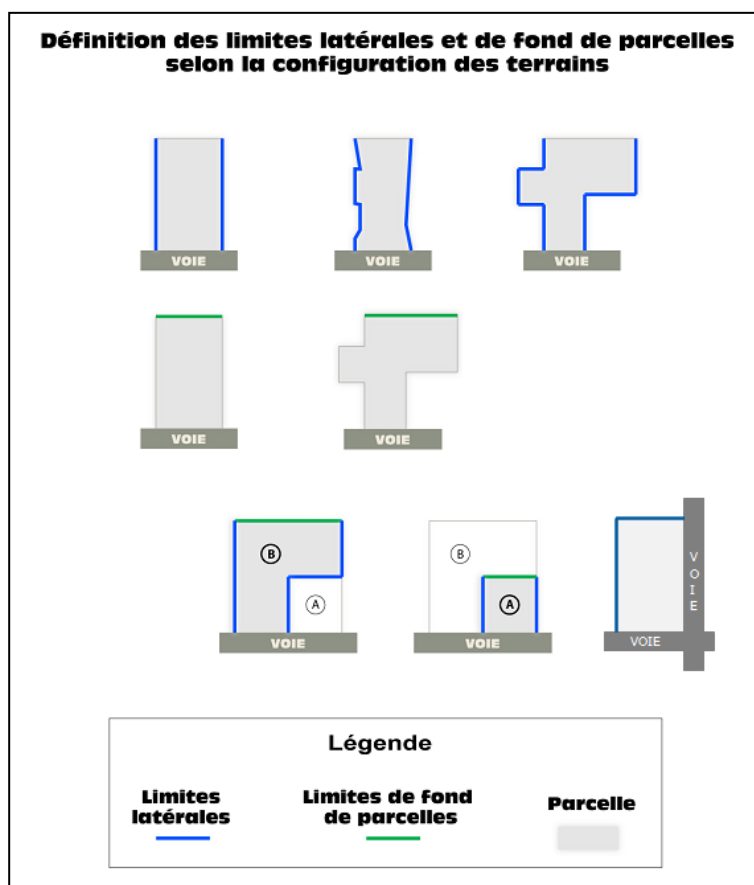 Définition des limites latérales et de fond de parcelles
selon la configuration des terrains
VOIE
VOIE
VOIE
VOIE
VOIE
B
A
VOIE
B
A
VOIE
VOIE
VOIE
Légende
Limites
latérales
Limites de fond
de parcelles
Parcelle